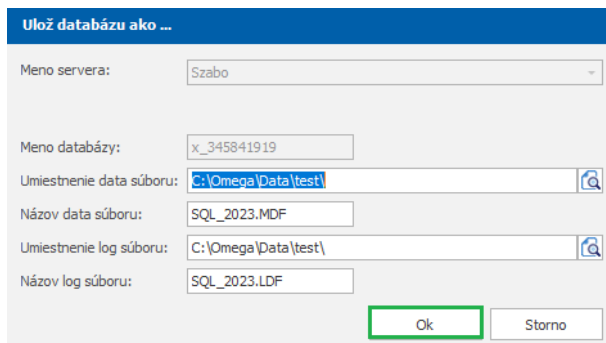 Ulož databázu ako ...
Meno servera: Szabo
Meno databázy: x_345841919
Umiestnenie data súboru: C:\Omega\Data\test\
Názov data súboru: SQL_2023.MDF
Umiestnenie log súboru: C:\Omega\Data\test\
Názov log súboru: SQL_2023.LDF
Ok Storno